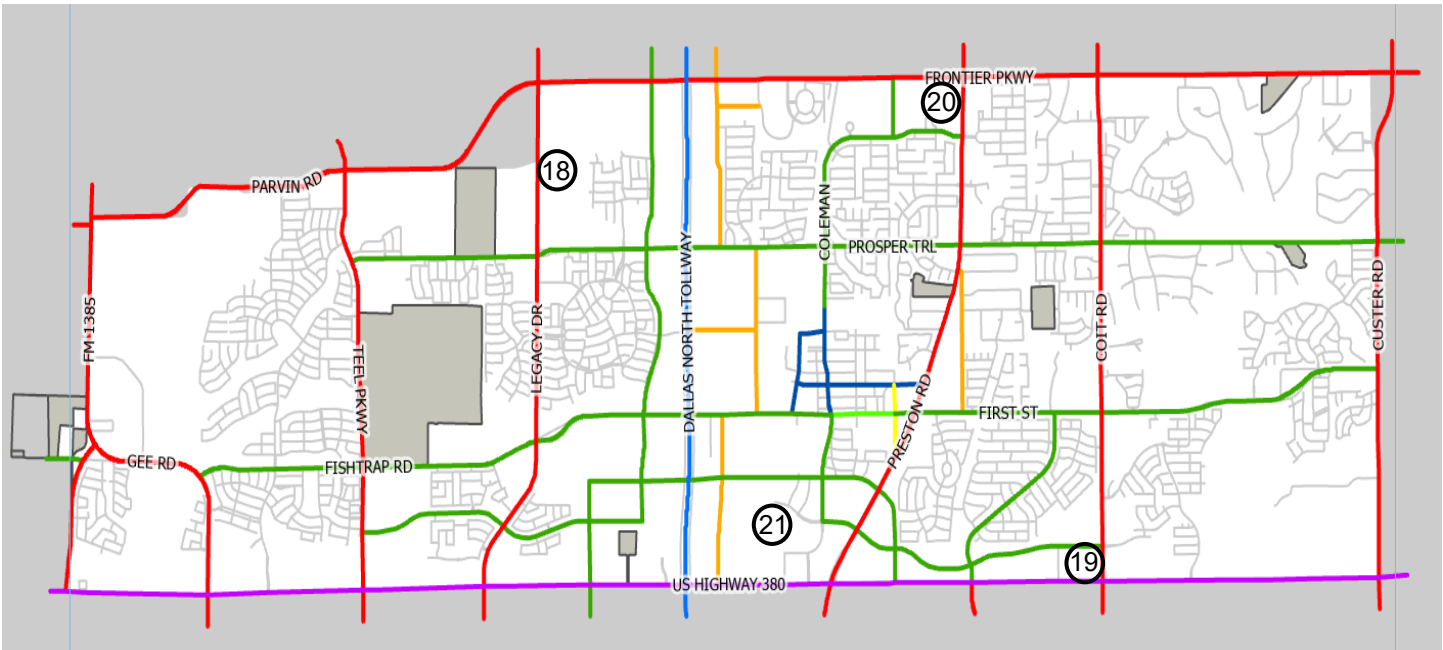 FRONTIER PKWY
20
18
PARVIN RD
COLEMAN
PROSPER TRL
DALLAS NORTH TOLLWAY
FM 1385
TEEL PKWY
LEGACY DR
COIT RD
CUSTER RD
PRESTON RD
FIRST ST
GEE RD
FISHTRAP RD
21
19
US HIGHWAY 380